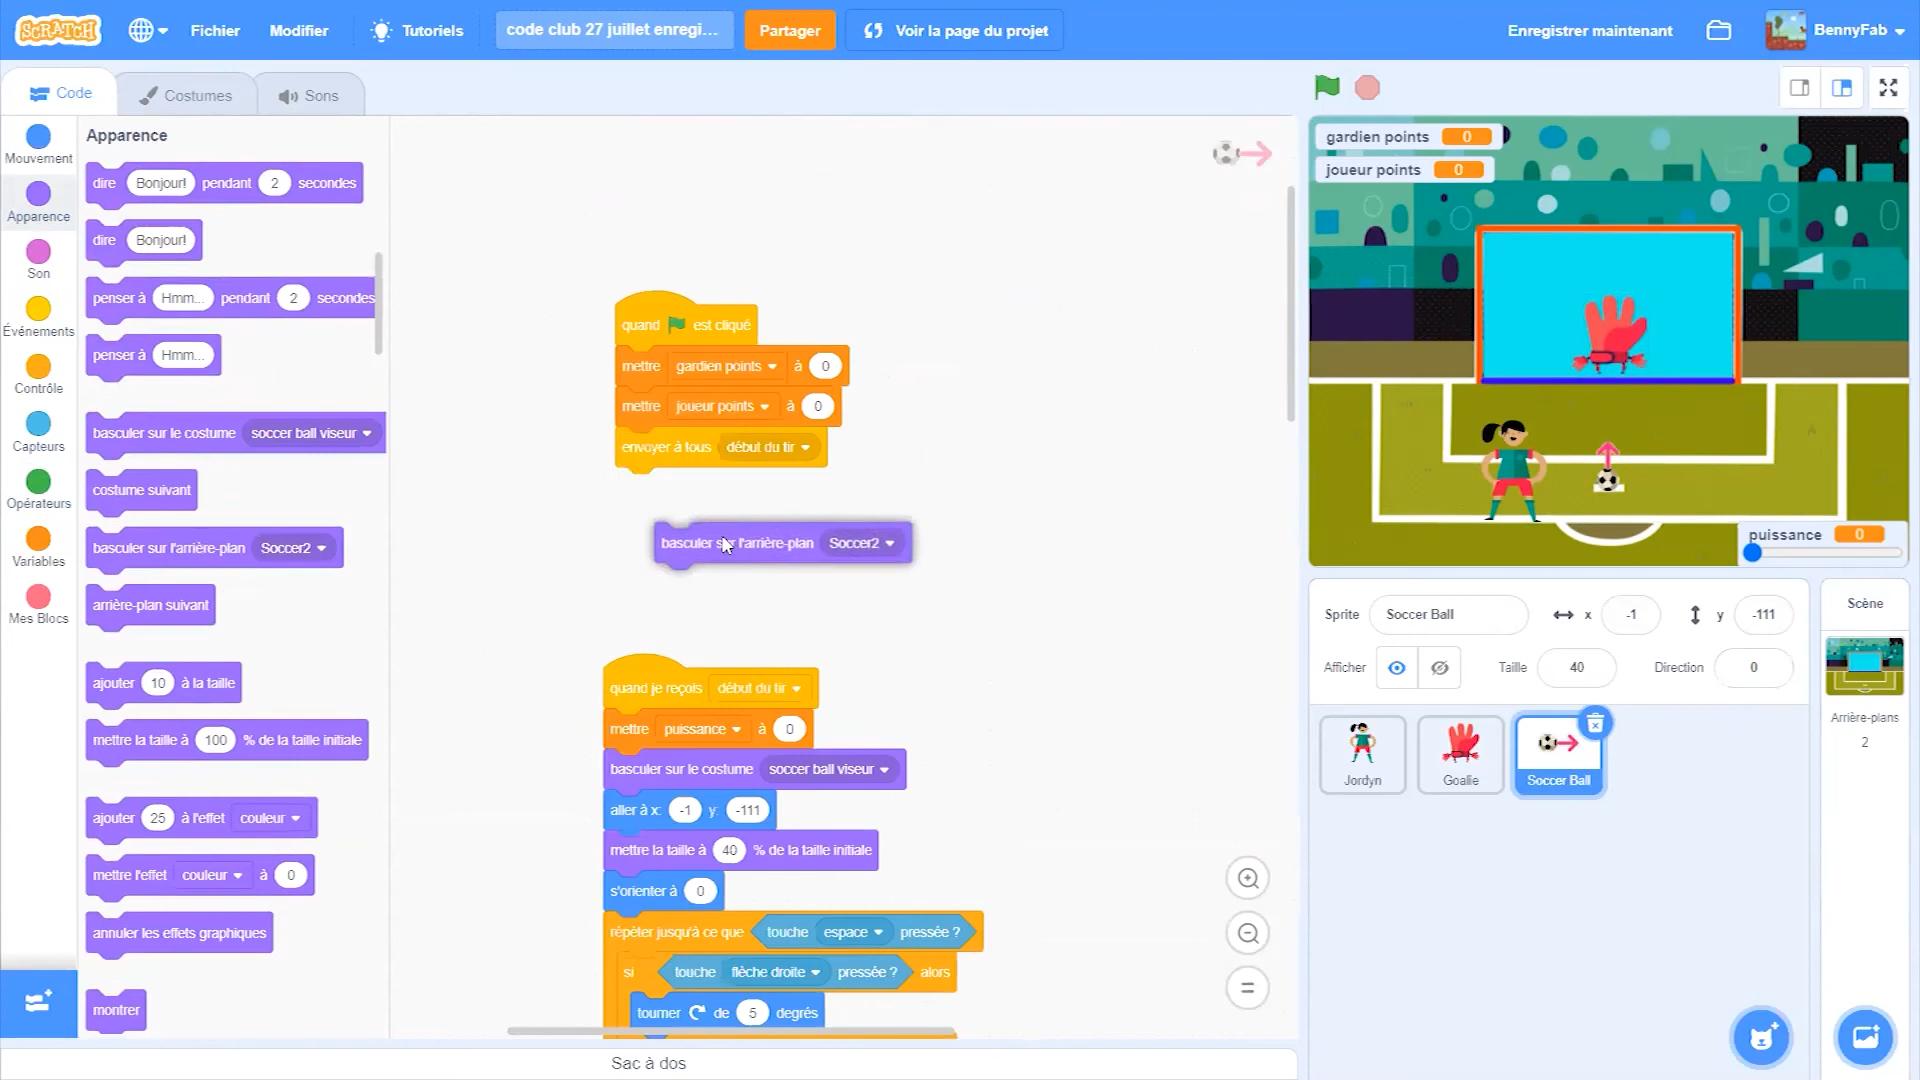 SCRATCH
Fichier
Modifier
Tutoriels
code club 27 juillet enregi...
Partager
Voir la page du projet
Enregistrer maintenant
BennyFab
Code
Costumes
Sons
Mouvement
Apparence
Son
Événements
Contrôle
Capteurs
Opérateurs
Variables
Mes Blocs
Apparence
dire Bonjour! pendant 2 secondes
dire Bonjour!
penser à Hmm... pendant 2 secondes
penser à Hmm...
basculer sur le costume soccer ball viseur
costume suivant
basculer sur l'arrière-plan Soccer2
arrière-plan suivant
ajouter 10 à la taille
mettre la taille à 100 % de la taille initiale
ajouter 25 à l'effet couleur
mettre l'effet couleur à 0
annuler les effets graphiques
montrer
quand est cliqué
mettre gardien points à 0
mettre joueur points à 0
envoyer à tous début du tir
basculer sur l'arrière-plan Soccer2
quand je reçois début du tir
mettre puissance à 0
basculer sur le costume soccer ball viseur
aller à x: -1 y: -111
mettre la taille à 40 % de la taille initiale
s'orienter à 0
répéter jusqu'à ce que touche espace pressée ?
si touche flèche droite pressée ? alors
tourner de 5 degrés
Sac à dos
gardien points 0
joueur points 0
puissance 0
Sprite Soccer Ball x -1 y -111
Afficher Taille 40 Direction 0
Jordyn
Goalie
Soccer Ball
Scène
Arrière-plans
2